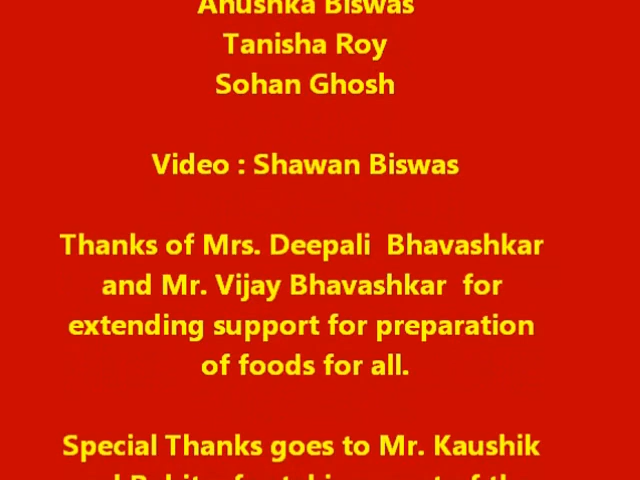 Anushka Biswas
Tanisha Roy
Sohan Ghosh
Video : Shawan Biswas
Thanks of Mrs. Deepali Bhavashkar
and Mr. Vijay Bhavashkar for
extending support for preparation
of foods for all.
Special Thanks goes to Mr. Kaushik